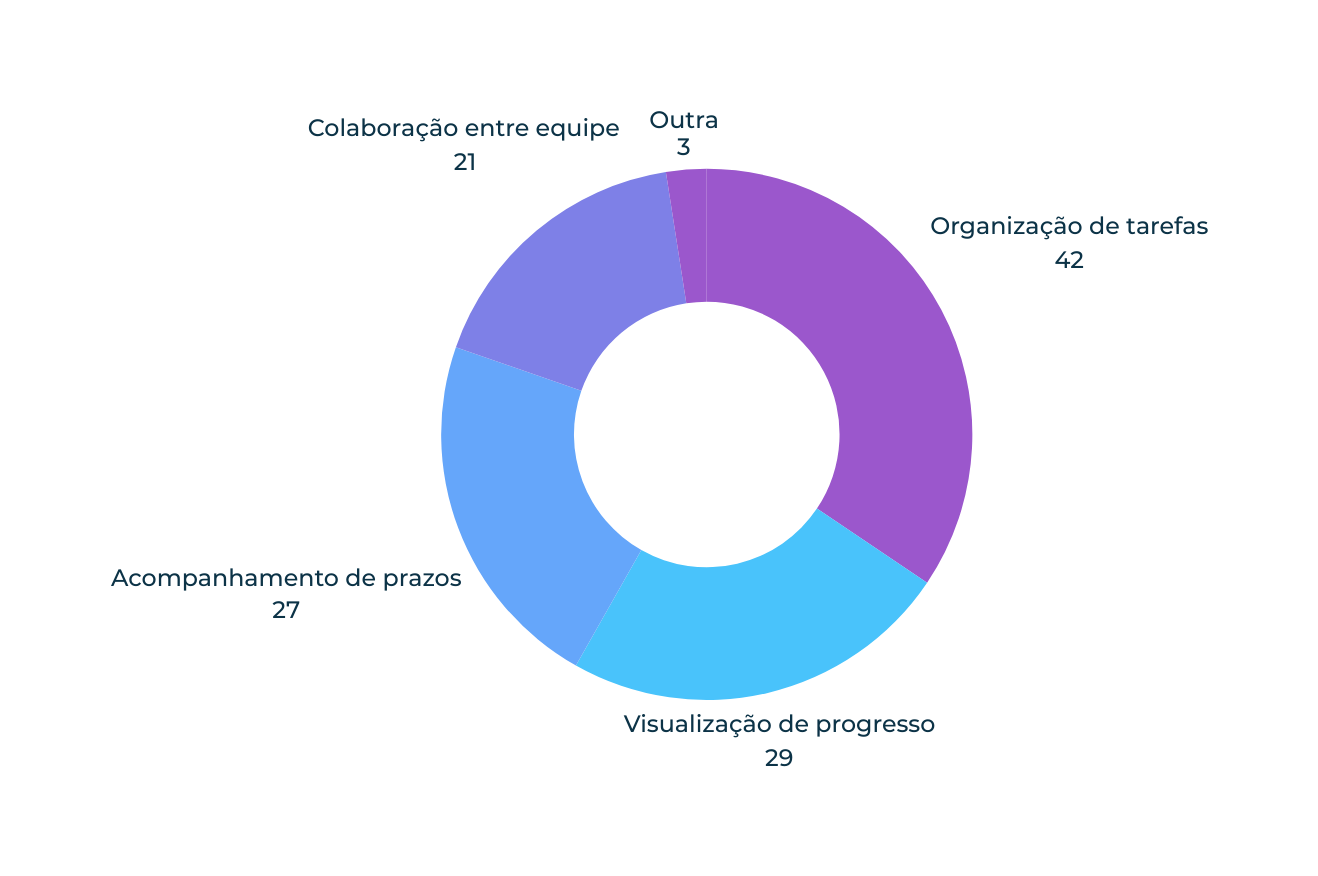 Outra
3
Colaboração entre equipe
21
Organização de tarefas
42
Acompanhamento de prazos
27
Visualização de progresso
29